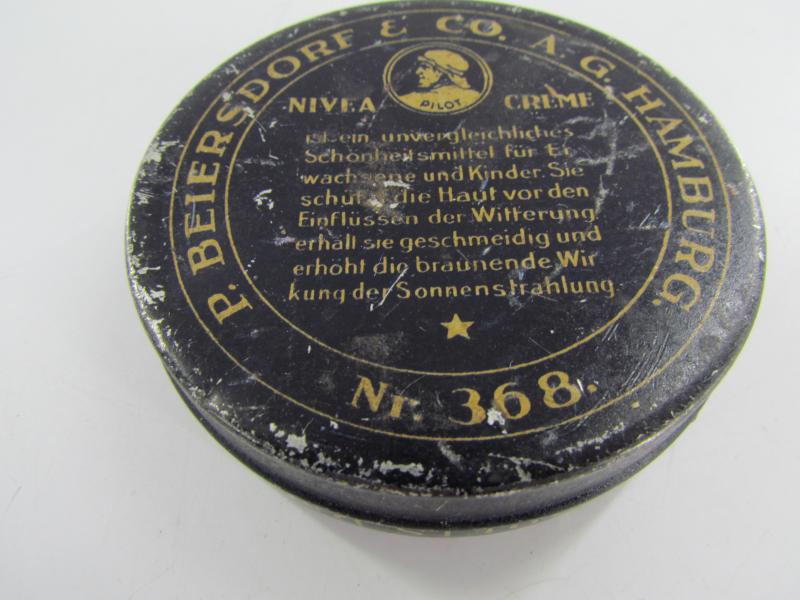 P. BEIERSDORF & CO. A. G. HAMBURG.
PILOT
NIVEA CREME
ist ein unvergleichliches
Schönheitsmittel für Er
wachsene und Kinder. Sie
schützt die Haut vor den
Einflüssen der Witterung,
erhält sie geschmeidig und
erhöht die bräunende Wir
kung der Sonnenstrahlung.
Nr. 368.